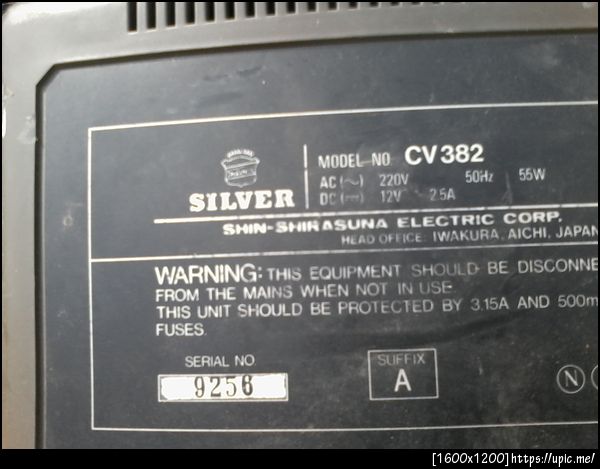 MODEL NO. CV382
SILVER
AC(~) 220V 50Hz 55W
DC(⎓) 12V 2.5A
SHIN-SHIRASUNA ELECTRIC CORP.
HEAD OFFICE: IWAKURA, AICHI, JAPAN
WARNING: THIS EQUIPMENT SHOULD BE DISCONNE
FROM THE MAINS WHEN NOT IN USE.
THIS UNIT SHOULD BE PROTECTED BY 3.15A AND 500m
FUSES.
SERIAL NO.
9256
SUFFIX
A
N
[1600x1200]https://upic.me/